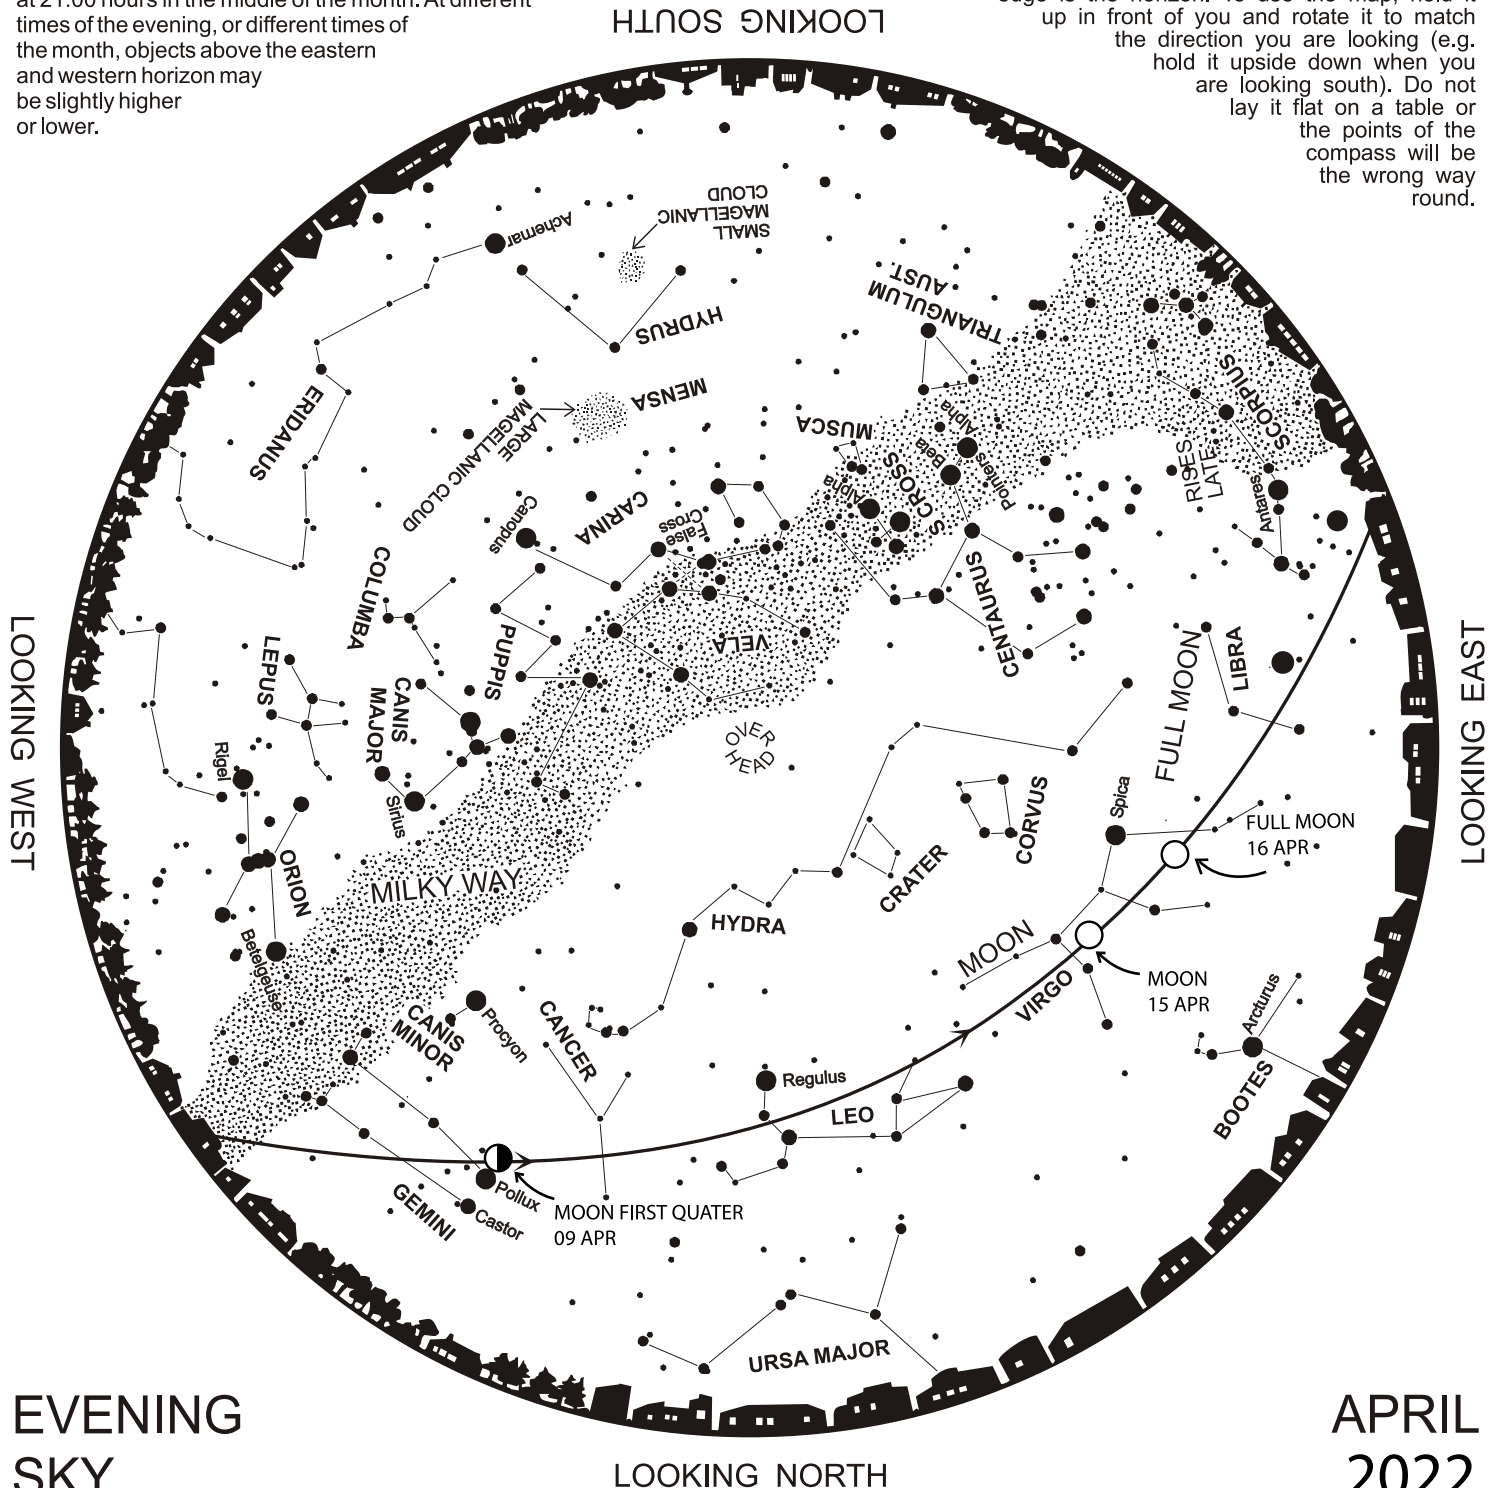 at 21:00 hours in the middle of the month. At different
times of the evening, or different times of
the month, objects above the eastern
and western horizon may
be slightly higher
or lower.
up in front of you and rotate it to match
the direction you are looking (e.g.
hold it upside down when you
are looking south). Do not
lay it flat on a table or
the points of the
compass will be
the wrong way
round.
LOOKING SOUTH
Achernar
SMALL
MAGELLANIC
CLOUD
HYDRUS
TRIANGULUM
AUST.
ERIDANUS
MENSA
LARGE
MAGELLANIC CLOUD
MUSCA
Alpha
Beta
Pointers
Alpha
S CROSS
SCORPIUS
RISES
LATE
Antares
Canopus
CARINA
False
Cross
COLUMBA
PUPPIS
VELA
CENTAURUS
LEPUS
CANIS
MAJOR
OVER
HEAD
FULL MOON
LIBRA
LOOKING WEST
LOOKING EAST
Rigel
Sirius
ORION
MILKY WAY
CORVUS
Spica
FULL MOON
16 APR
CRATER
HYDRA
Betelgeuse
MOON
VIRGO
MOON
15 APR
CANIS
MINOR
Procyon
CANCER
Arcturus
BOOTES
Regulus
LEO
Pollux
Castor
GEMINI
MOON FIRST QUATER
09 APR
URSA MAJOR
EVENING
SKY
LOOKING NORTH
APRIL
2022